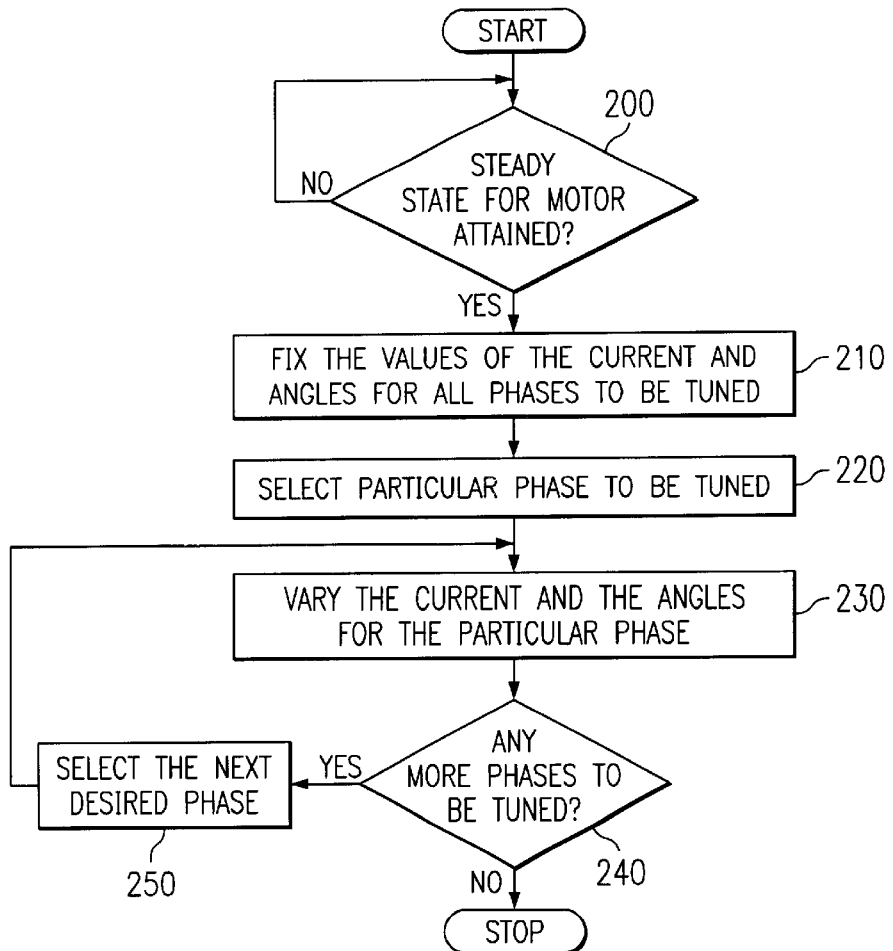 START
200
STEADY
STATE FOR MOTOR
ATTAINED?
NO
YES
FIX THE VALUES OF THE CURRENT AND
ANGLES FOR ALL PHASES TO BE TUNED
210
SELECT PARTICULAR PHASE TO BE TUNED
220
VARY THE CURRENT AND THE ANGLES
FOR THE PARTICULAR PHASE
230
ANY
MORE PHASES TO
BE TUNED?
YES
SELECT THE NEXT
DESIRED PHASE
250
240
NO
STOP